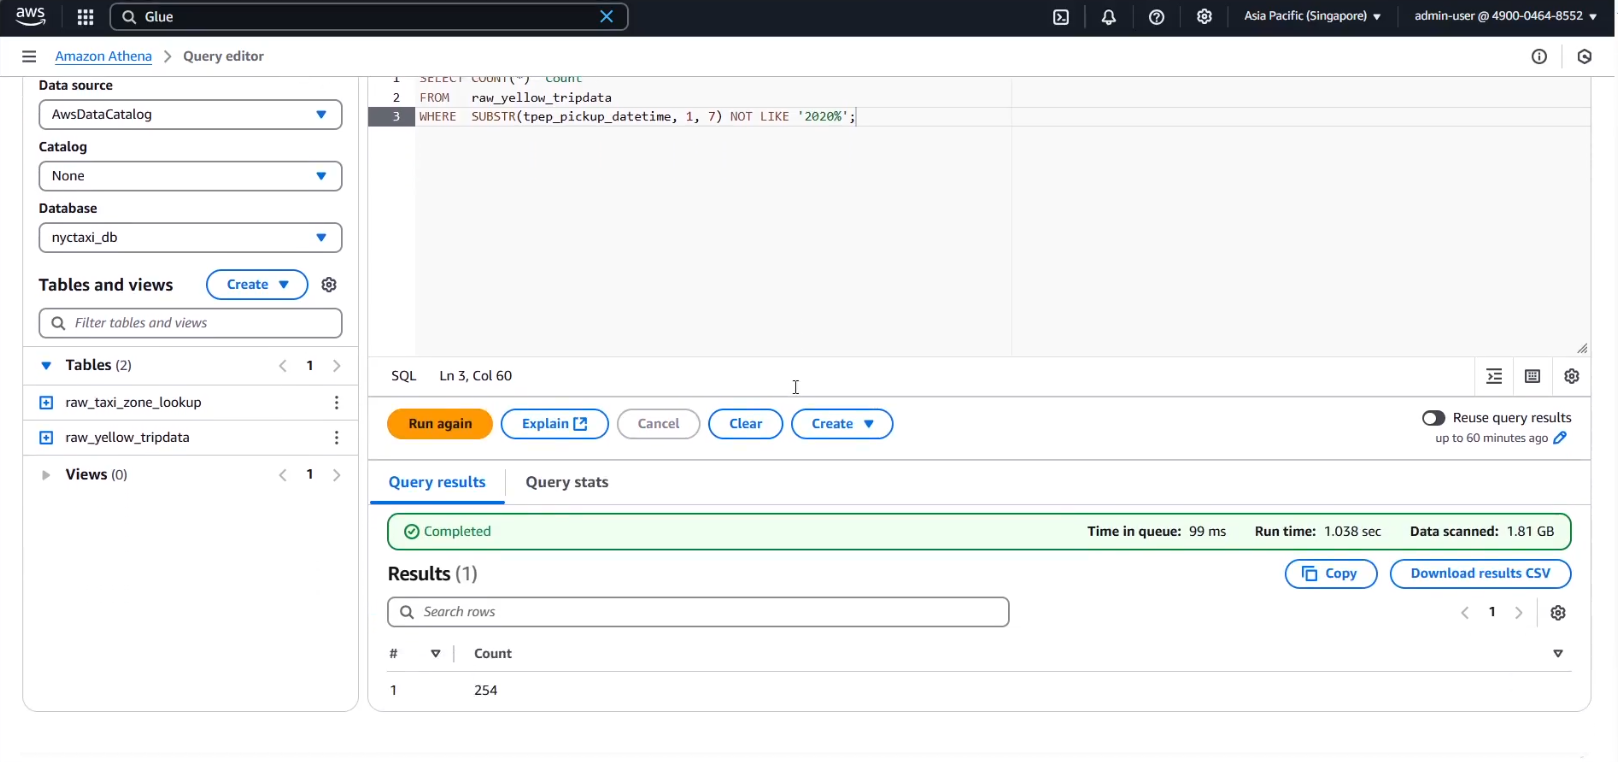 aws
Glue
Asia Pacific (Singapore)
admin-user @ 4900-0464-8552
Amazon Athena
Query editor
Data source
AwsDataCatalog
Catalog
None
Database
nyctaxi_db
Tables and views
Create
Filter tables and views
Tables (2)
1
raw_taxi_zone_lookup
raw_yellow_tripdata
Views (0)
1
1 SELECT COUNT(*) "Count"
2 FROM raw_yellow_tripdata
3 WHERE SUBSTR(tpep_pickup_datetime, 1, 7) NOT LIKE '2020%';
SQL Ln 3, Col 60
Run again
Explain
Cancel
Clear
Create
Reuse query results
up to 60 minutes ago
Query results
Query stats
Completed
Time in queue: 99 ms
Run time: 1.038 sec
Data scanned: 1.81 GB
Results (1)
Copy
Download results CSV
Search rows
1
# Count
1 254